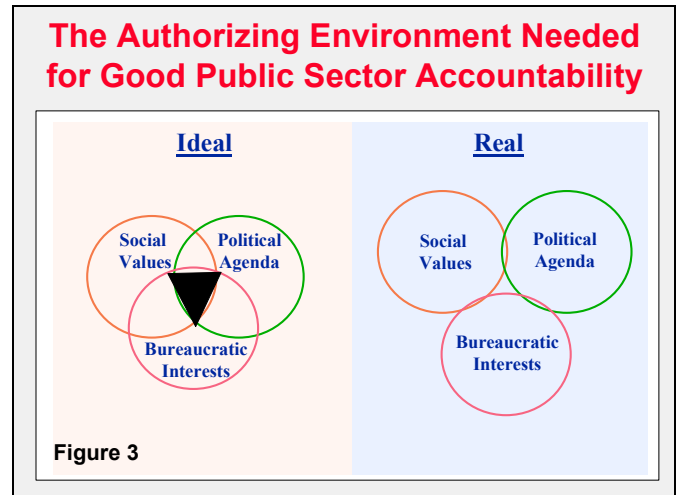 The Authorizing Environment Needed
for Good Public Sector Accountability
Ideal
Social
Values
Political
Agenda
Bureaucratic
Interests
Real
Social
Values
Political
Agenda
Bureaucratic
Interests
Figure 3